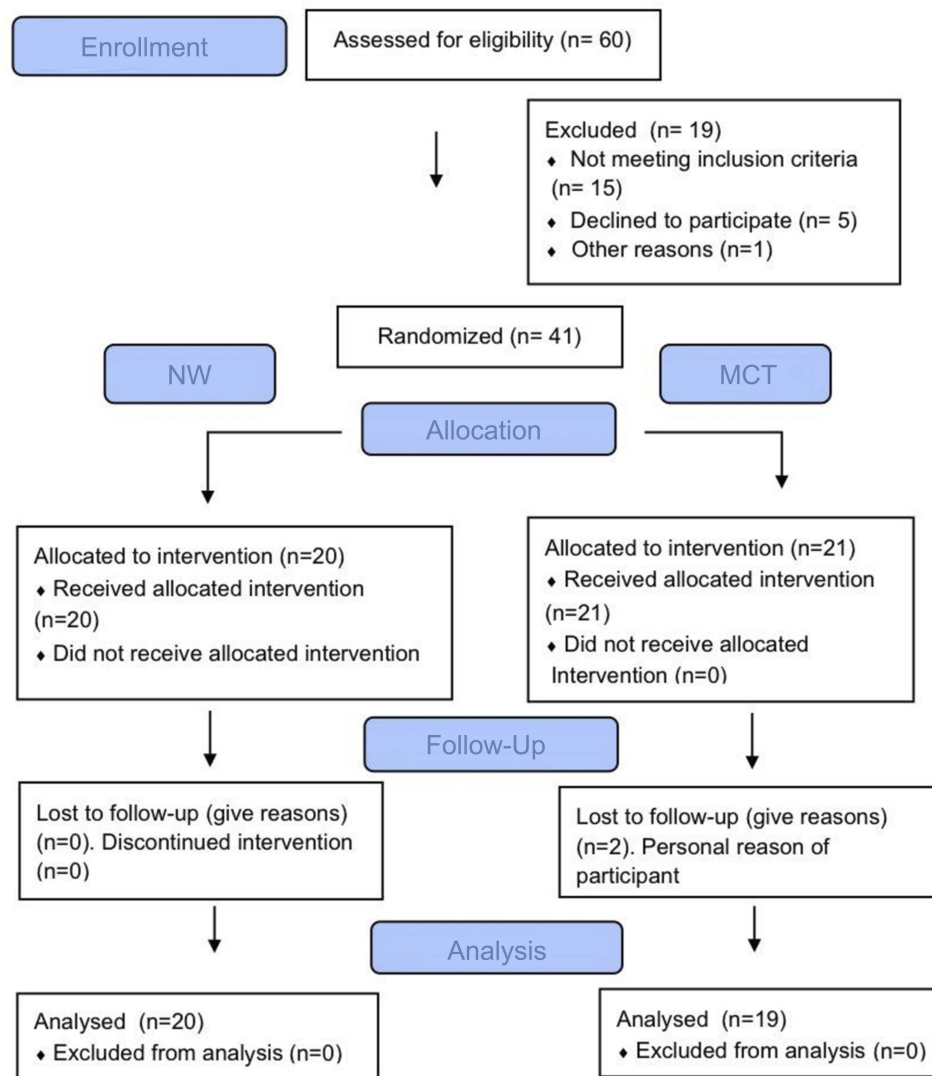 Enrollment
Assessed for eligibility (n= 60)
Excluded (n= 19)
♦ Not meeting inclusion criteria
(n= 15)
♦ Declined to participate (n= 5)
♦ Other reasons (n=1)
Randomized (n= 41)
NW
MCT
Allocation
Allocated to intervention (n=20)
♦ Received allocated intervention
(n=20)
♦ Did not receive allocated intervention
Allocated to intervention (n=21)
♦ Received allocated intervention
(n=21)
♦ Did not receive allocated
Intervention (n=0)
Follow-Up
Lost to follow-up (give reasons)
(n=0). Discontinued intervention
(n=0)
Lost to follow-up (give reasons)
(n=2). Personal reason of
participant
Analysis
Analysed (n=20)
♦ Excluded from analysis (n=0)
Analysed (n=19)
♦ Excluded from analysis (n=0)